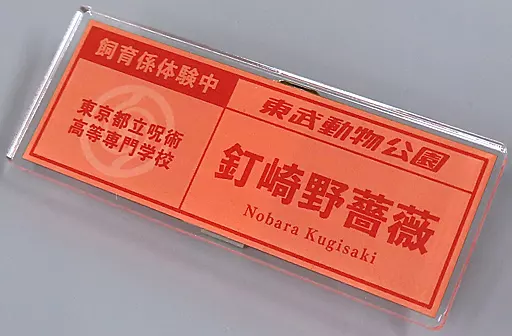 飼育係体験中
東武動物公園
東京都立呪術
高等専門学校
釘崎野薔薇
Nobara Kugisaki